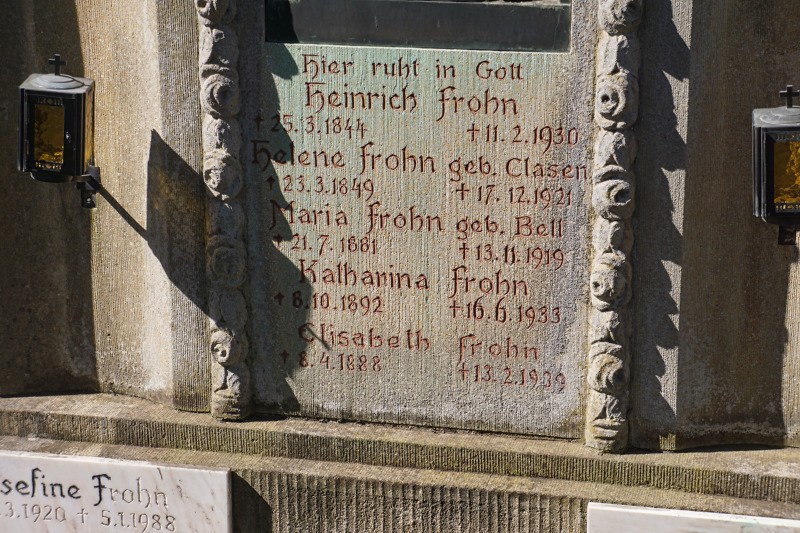 Hier ruht in Gott
Heinrich Frohn
✝ 25.3.1844 ✝ 11.2.1930
Helene Frohn geb. Clasen
✝ 23.3.1849 ✝ 17.12.1921
Maria Frohn geb. Bell
✝ 21.7.1881 ✝ 13.11.1919
Katharina Frohn
✝ 8.10.1892 ✝ 16.6.1933
Elisabeth Frohn
✝ 8.4.1888 ✝ 13.2.1939
sefine Frohn
.3.1920 ✝ 5.1.1988